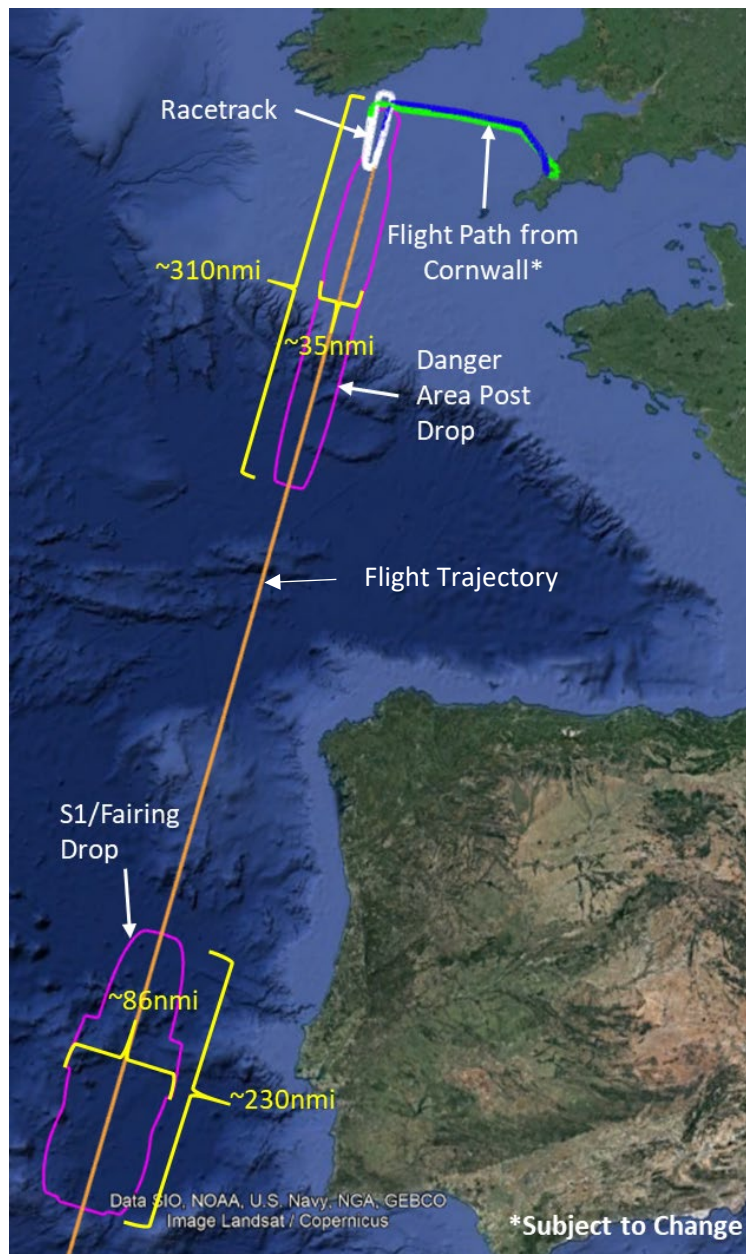 Racetrack
Flight Path from
Cornwall*
~310nmi
~35nmi
Danger
Area Post
Drop
Flight Trajectory
S1/Fairing
Drop
~86nmi
~230nmi
Data SIO, NOAA, U.S. Navy, NGA, GEBCO
Image Landsat / Copernicus
*Subject to Change